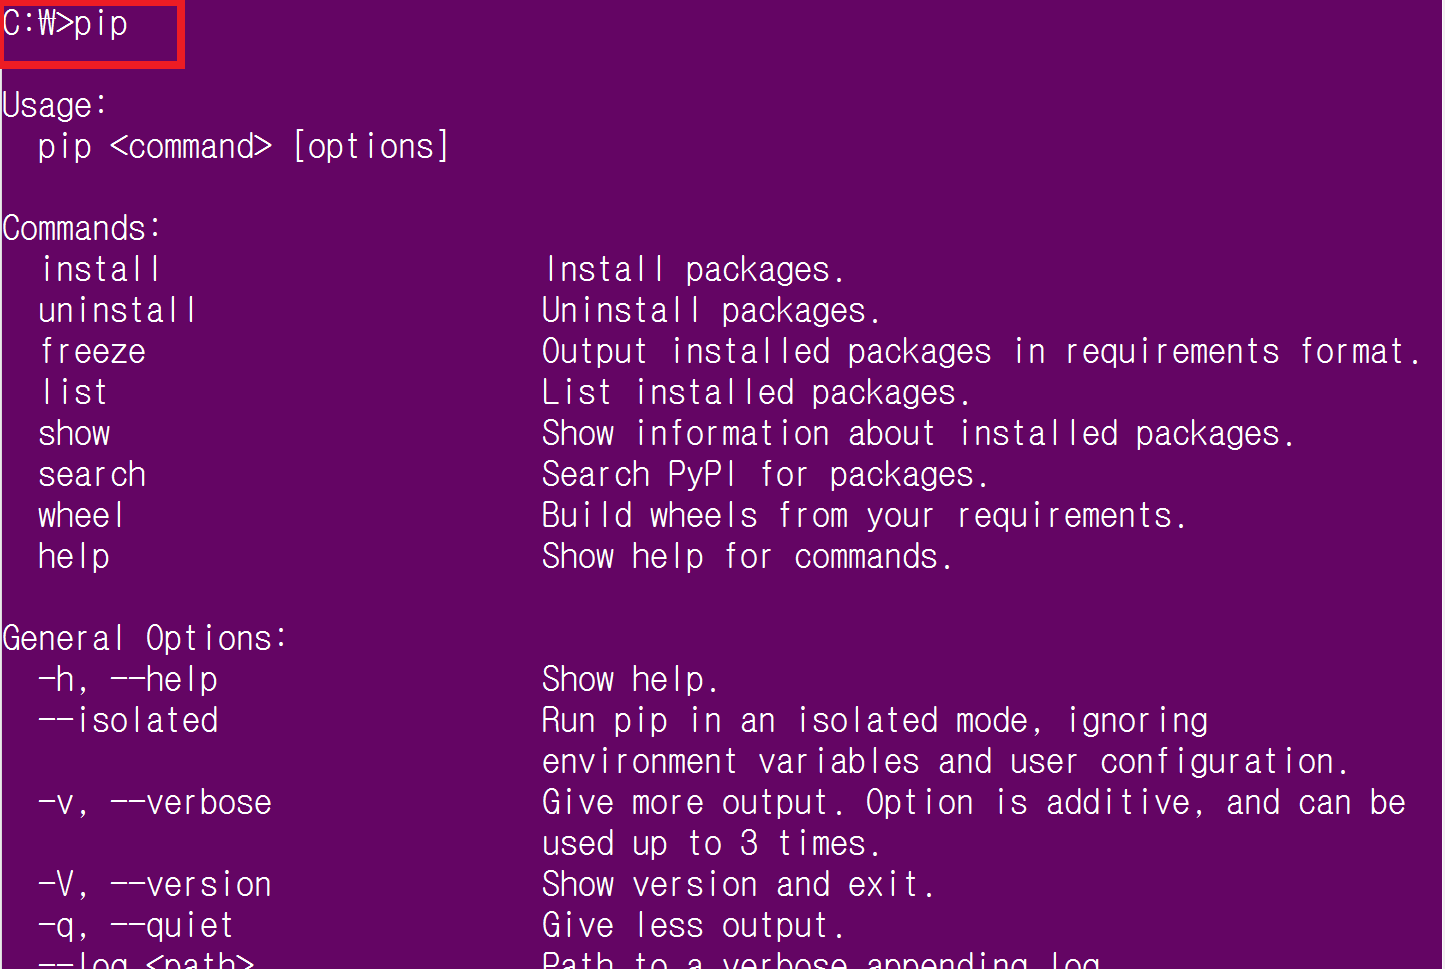 C:₩>pip
Usage:
pip <command> [options]
Commands:
install Install packages.
uninstall Uninstall packages.
freeze Output installed packages in requirements format.
list List installed packages.
show Show information about installed packages.
search Search PyPI for packages.
wheel Build wheels from your requirements.
help Show help for commands.
General Options:
-h, --help Show help.
--isolated Run pip in an isolated mode, ignoring
environment variables and user configuration.
-v, --verbose Give more output. Option is additive, and can be
used up to 3 times.
-V, --version Show version and exit.
-q, --quiet Give less output.
--log <path> Path to a verbose appending log.